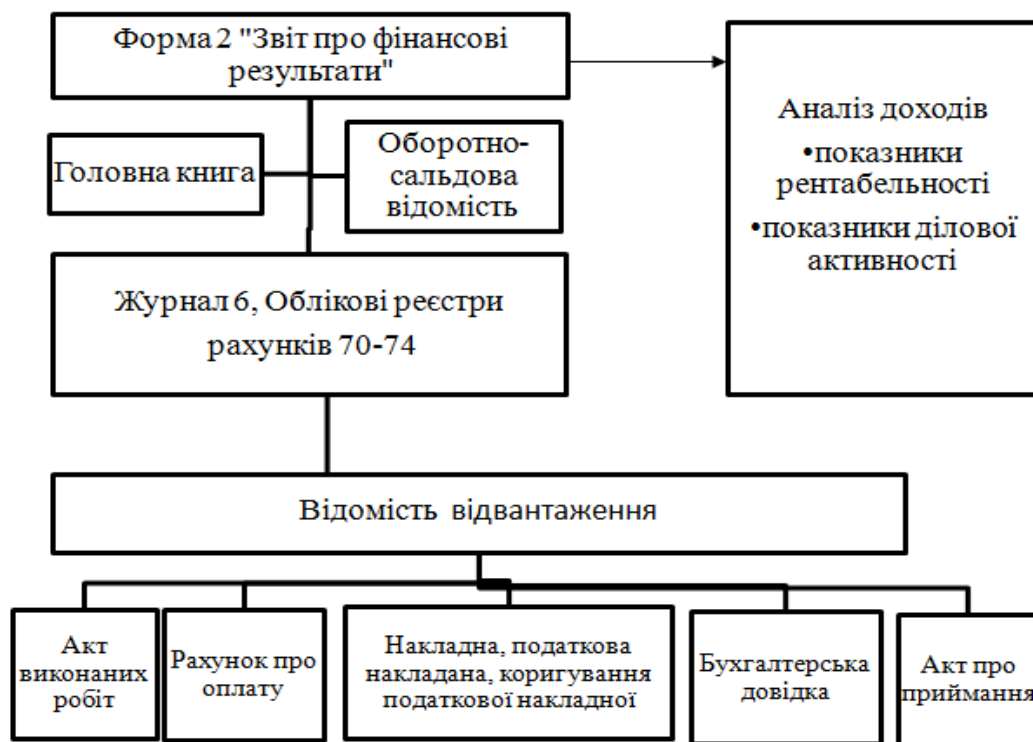 Форма 2 "Звіт про фінансові
результати"
Аналіз доходів
•показники
рентабельності
•показники ділової
активності
Головна книга
Оборотно-
сальдова
відомість
Журнал 6, Облікові реєстри
рахунків 70-74
Відомість відвантаження
Акт
виконаних
робіт
Рахунок про
оплату
Накладна, податкова
накладана, коригування
податкової накладної
Бухгалтерська
довідка
Акт про
приймання